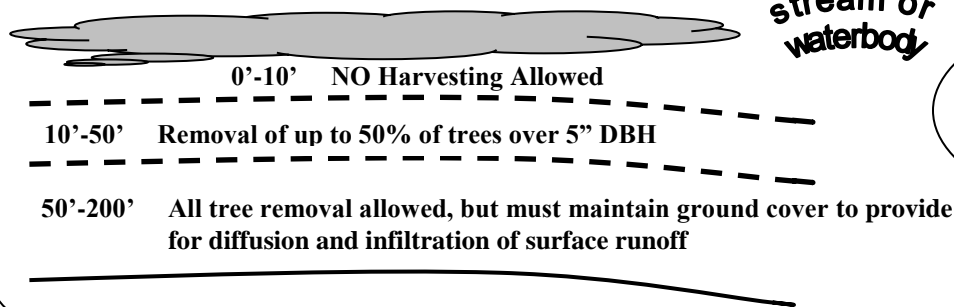 stream or
waterbody
0’-10’ NO Harvesting Allowed
10’-50’ Removal of up to 50% of trees over 5” DBH
50’-200’ All tree removal allowed, but must maintain ground cover to provide
for diffusion and infiltration of surface runoff